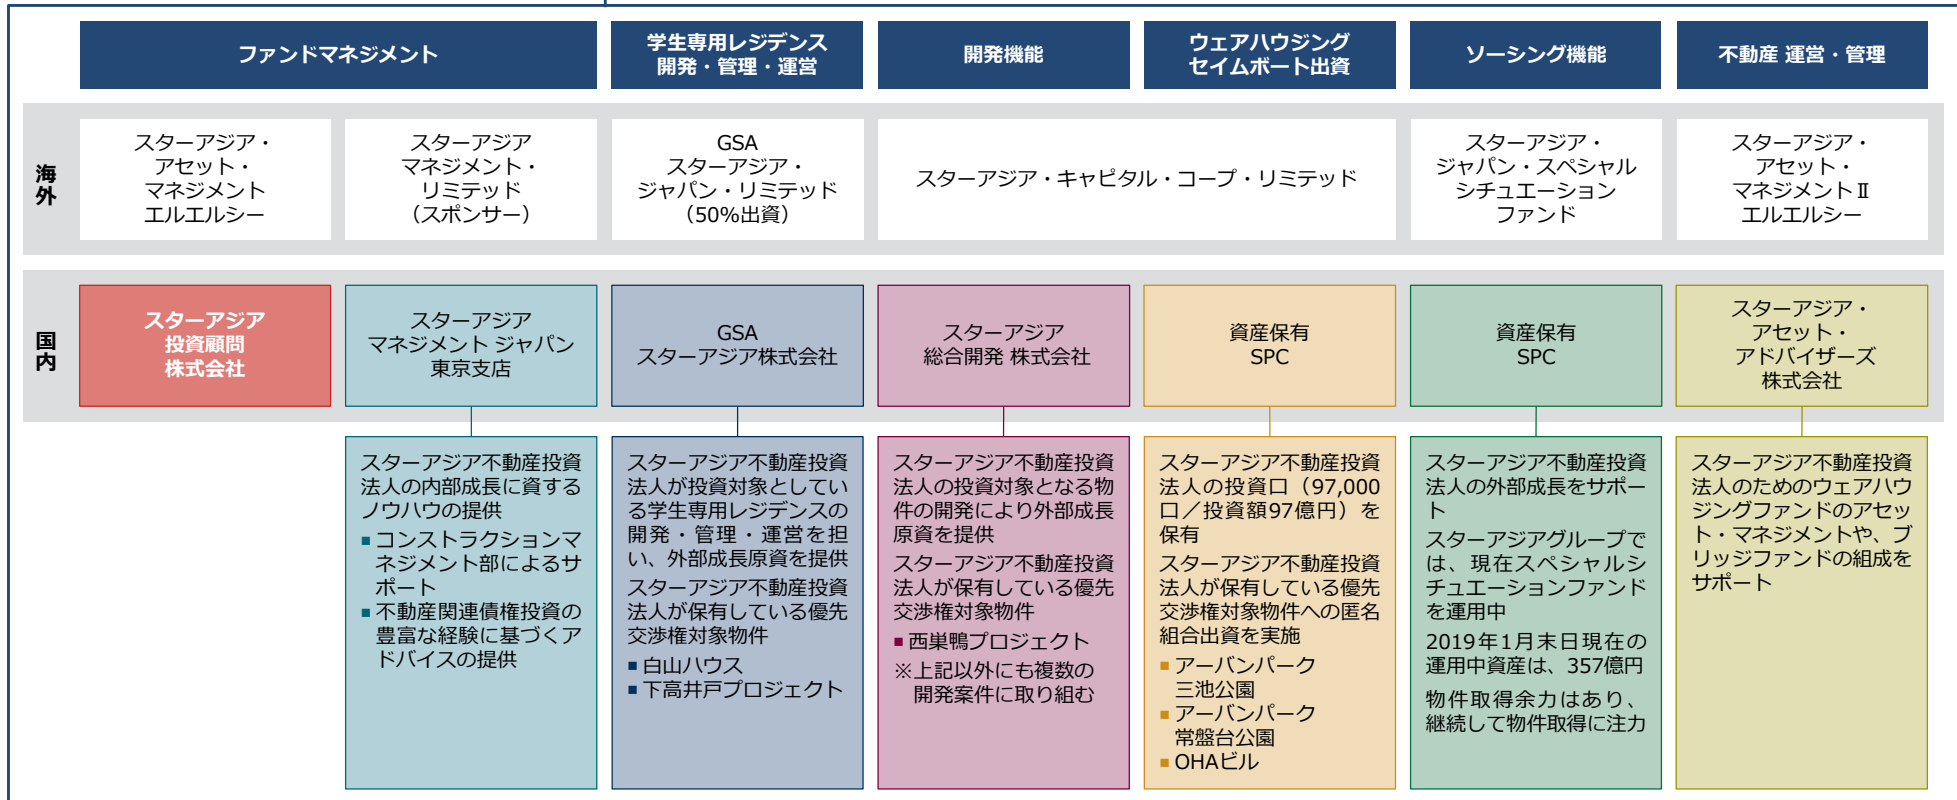 ファンドマネジメント
学生専用レジデンス
開発・管理・運営
開発機能
ウェアハウジング
セイムボート出資
ソーシング機能
不動産 運営・管理
海外
スターアジア・
アセット・
マネジメント
エルエルシー
スターアジア
マネジメント・
リミテッド
（スポンサー）
GSA
スターアジア・
ジャパン・リミテッド
（50%出資）
スターアジア・キャピタル・コープ・リミテッド
スターアジア・
ジャパン・スペシャル
シチュエーション
ファンド
スターアジア・
アセット・
マネジメントⅡ
エルエルシー
国内
スターアジア
投資顧問
株式会社
スターアジア
マネジメント ジャパン
東京支店
GSA
スターアジア株式会社
スターアジア
総合開発 株式会社
資産保有
SPC
資産保有
SPC
スターアジア・
アセット・
アドバイザーズ
株式会社
スターアジア不動産投資
法人の内部成長に資する
ノウハウの提供
■コンストラクションマ
ネジメント部によるサ
ポート
■不動産関連債権投資の
豊富な経験に基づくア
ドバイスの提供
スターアジア不動産投資
法人が投資対象としてい
る学生専用レジデンスの
開発・管理・運営を担
い、外部成長原資を提供
スターアジア不動産投資
法人が保有している優先
交渉権対象物件
■白山ハウス
■下高井戸プロジェクト
スターアジア不動産投資
法人の投資対象となる物
件の開発により外部成長
原資を提供
スターアジア不動産投資
法人が保有している優先
交渉権対象物件
■西巣鴨プロジェクト
※上記以外にも複数の
開発案件に取り組む
スターアジア不動産投資
法人の投資口（97,000
口／投資額97億円）を
保有
スターアジア不動産投資
法人が保有している優先
交渉権対象物件への匿名
組合出資を実施
■アーバンパーク
三池公園
■アーバンパーク
常盤台公園
■OHAビル
スターアジア不動産投資
法人の外部成長をサポー
ト
スターアジアグループで
は、現在スペシャルシ
チュエーションファンド
を運用中
2019年1月末日現在の
運用中資産は、357億円
物件取得余力はあり、
継続して物件取得に注力
スターアジア不動産投資
法人のためのウェアハウ
ジングファンドのアセッ
ト・マネジメントや、ブ
リッジファンドの組成を
サポート